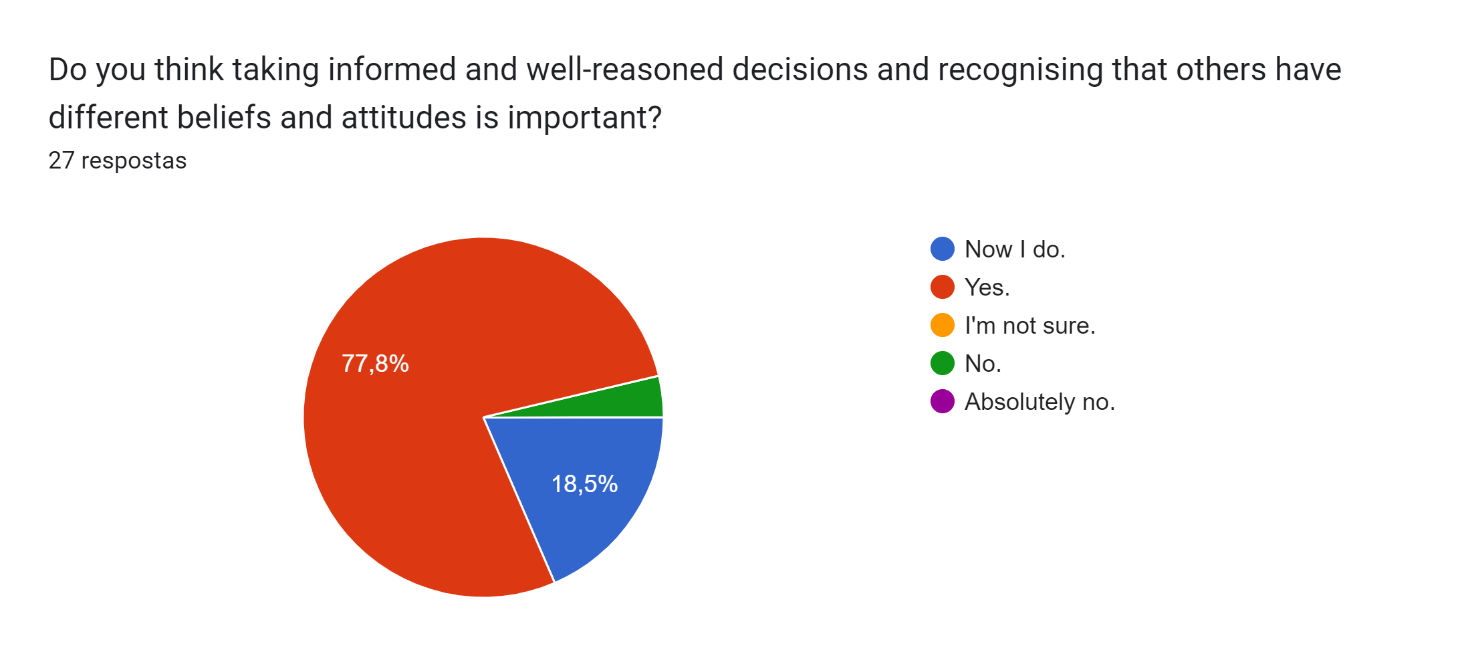 Do you think taking informed and well-reasoned decisions and recognising that others have
different beliefs and attitudes is important?
27 respostas
77,8%
18,5%
Now I do.
Yes.
I'm not sure.
No.
Absolutely no.